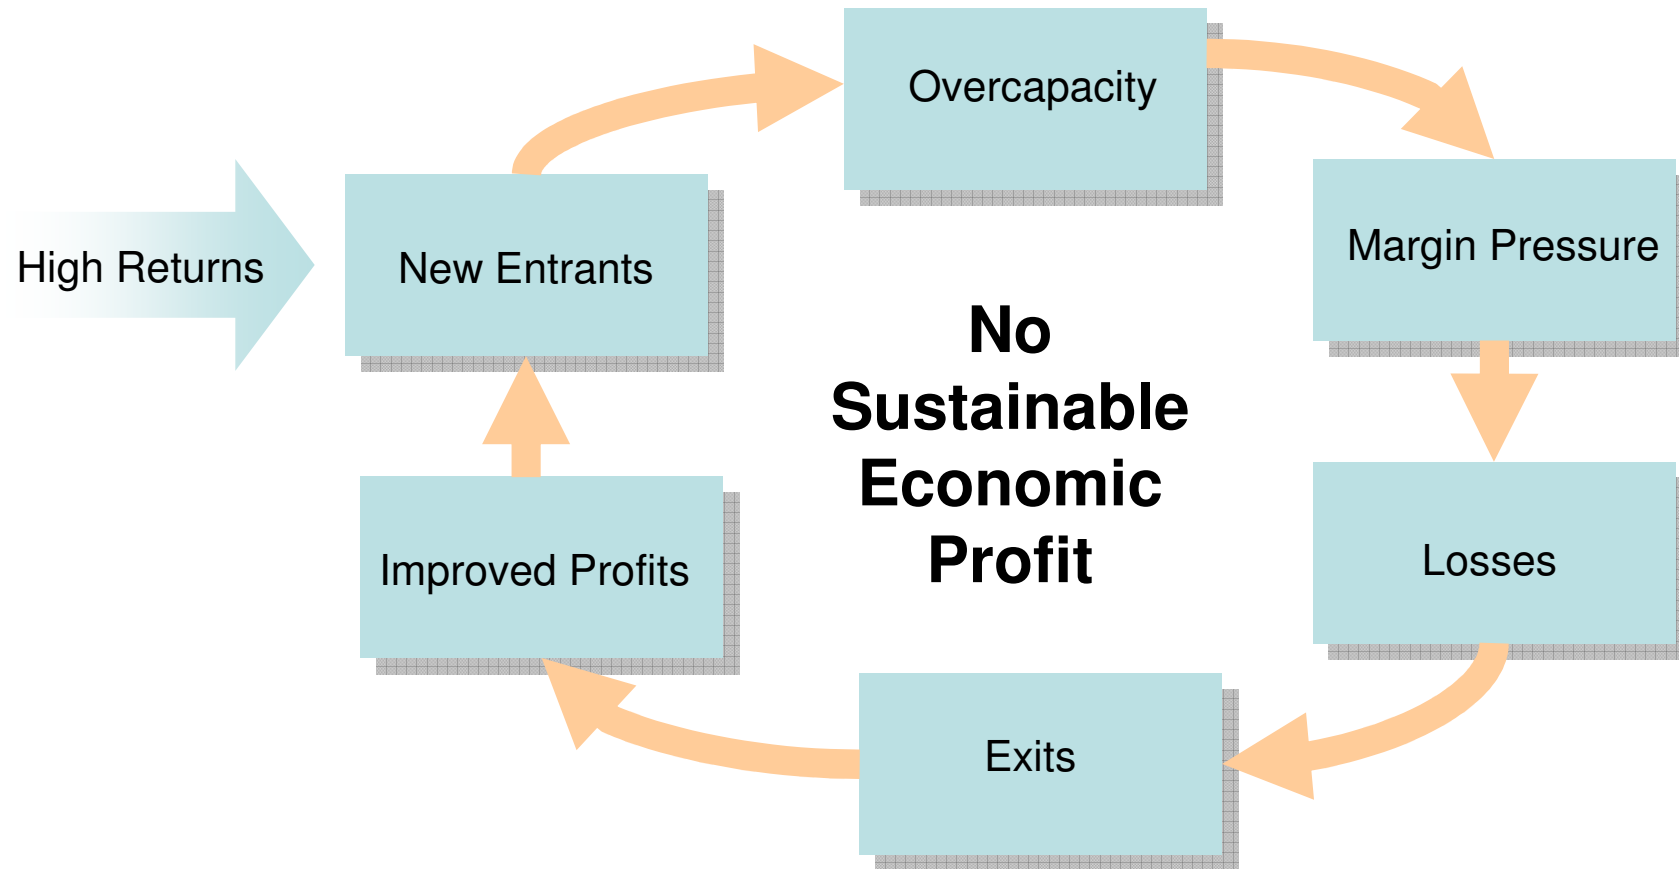 Overcapacity
Margin Pressure
High Returns
New Entrants
No
Sustainable
Economic
Profit
Improved Profits
Losses
Exits